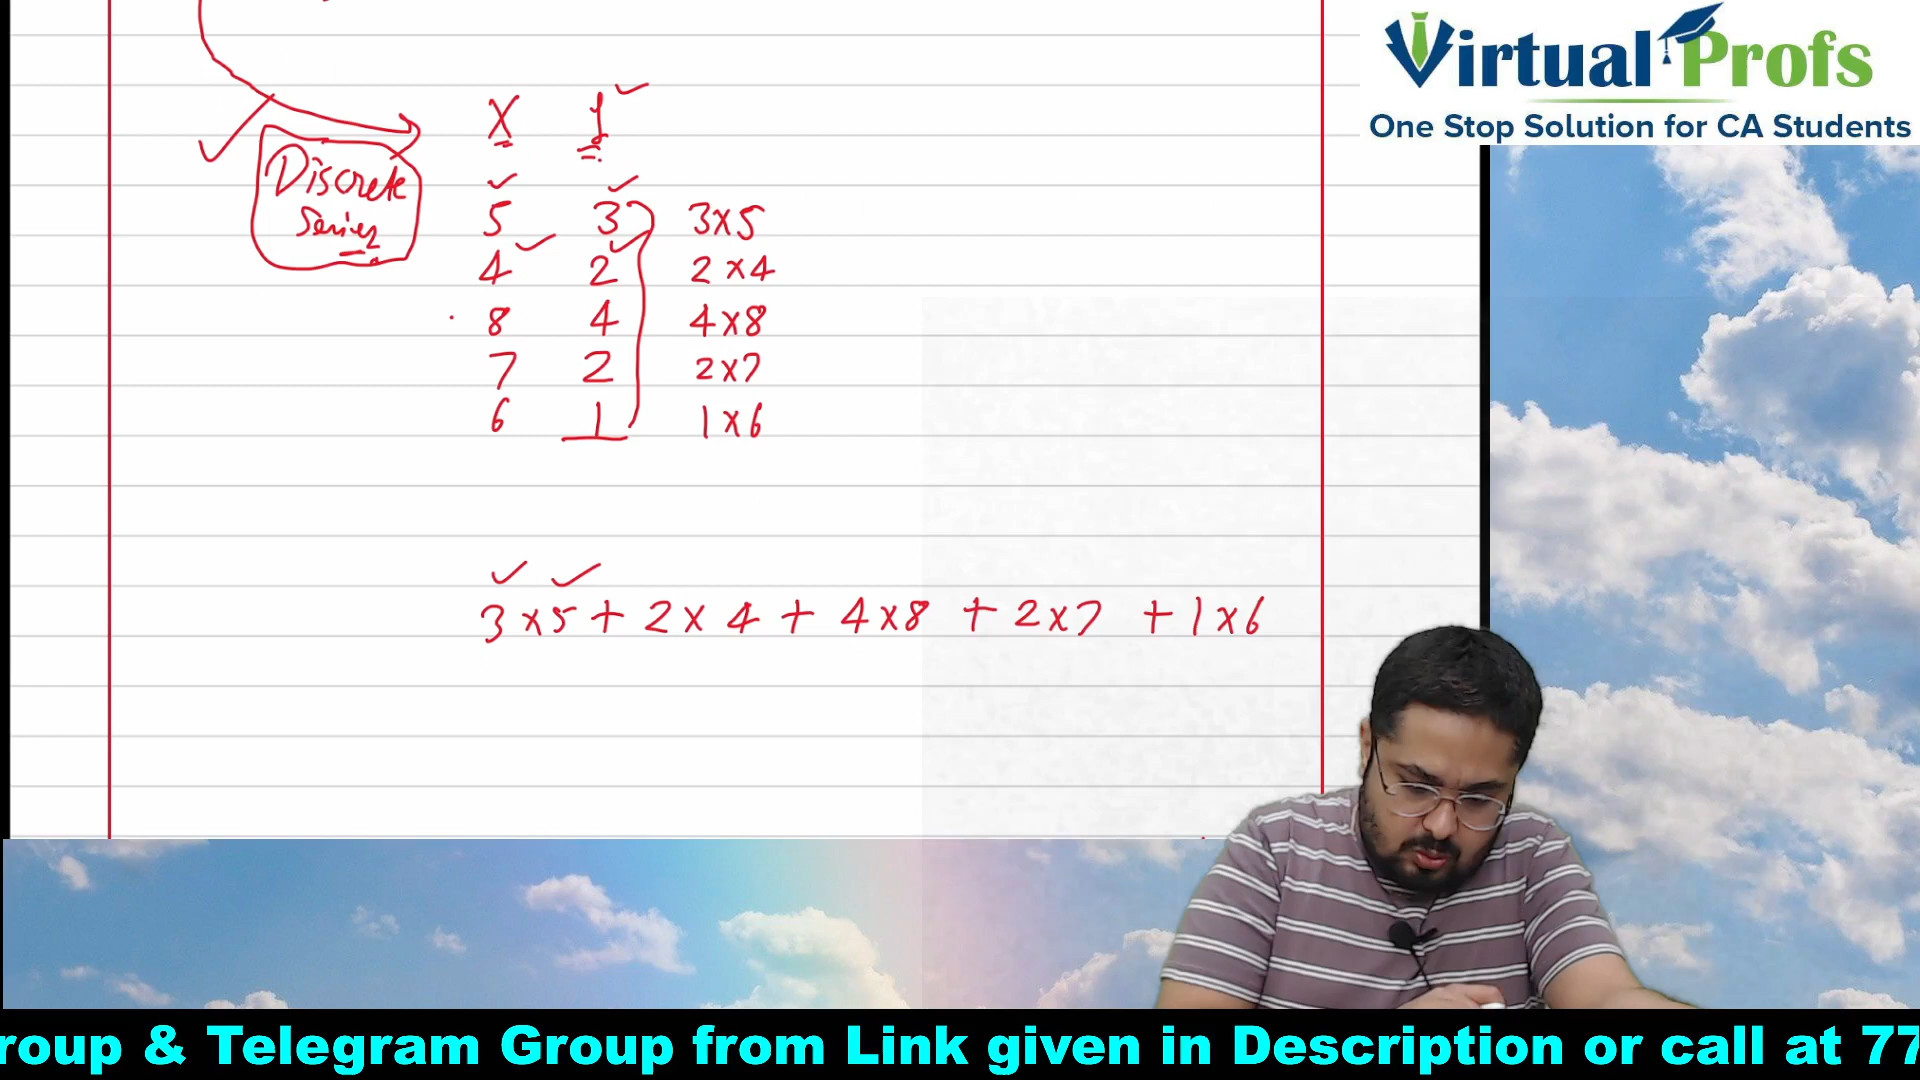 Virtual Profs
One Stop Solution for CA Students
X f
Discrete
Series
5 3 3x5
4 2 2x4
8 4 4x8
7 2 2x7
6 1 1x6
3x5 + 2x4 + 4x8 + 2x7 + 1x6
roup & Telegram Group from Link given in Description or call at 77